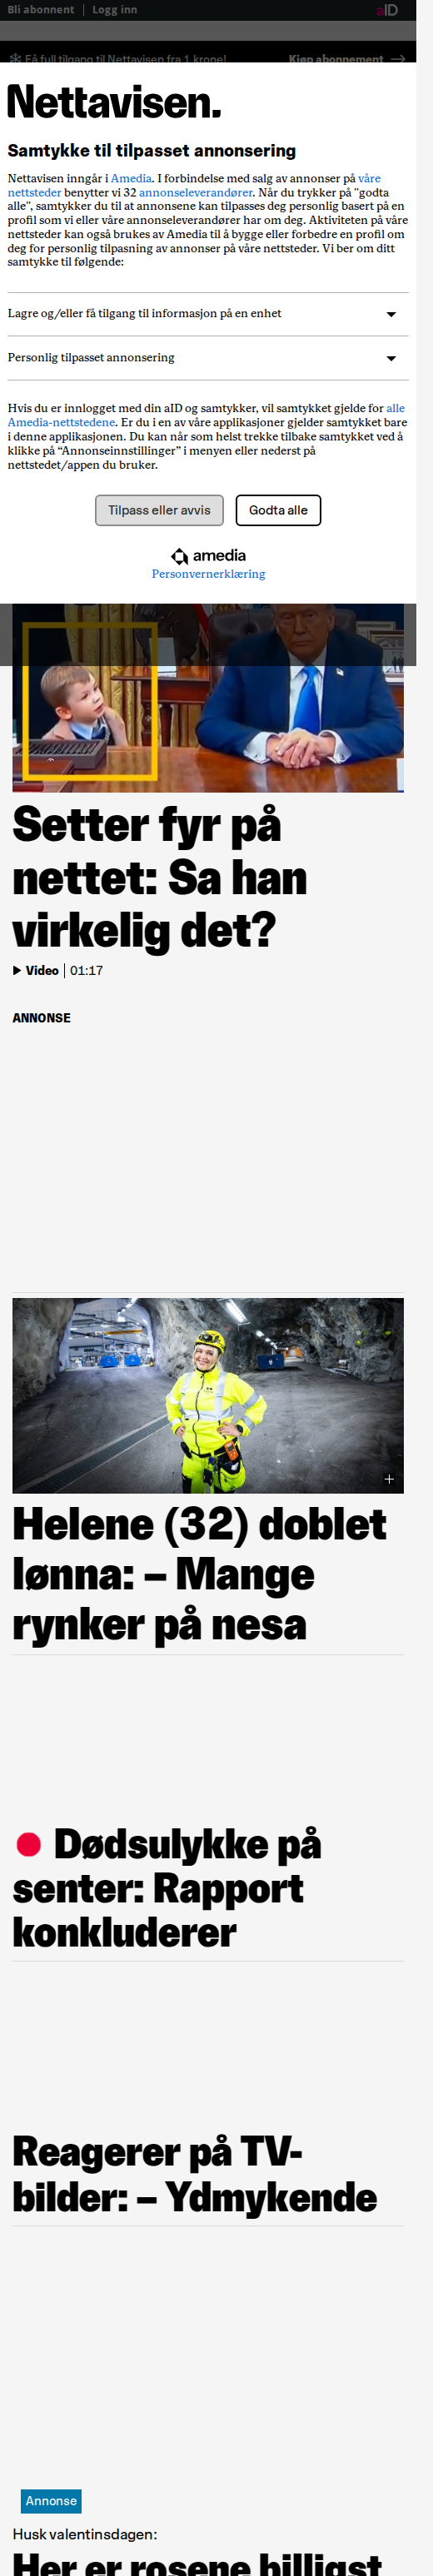 Bli abonnent | Logg inn
aID
Få full tilgang til Nettavisen fra 1 krone! Kjøp abonnement
Nettavisen.
Samtykke til tilpasset annonsering
Nettavisen inngår i Amedia. I forbindelse med salg av annonser på våre
nettsteder benytter vi 32 annonseleverandører. Når du trykker på "godta
alle", samtykker du til at annonsene kan tilpasses deg personlig basert på en
profil som vi eller våre annonseleverandører har om deg. Aktiviteten på våre
nettsteder kan også brukes av Amedia til å bygge eller forbedre en profil om
deg for personlig tilpasning av annonser på våre nettsteder. Vi ber om ditt
samtykke til følgende:
Lagre og/eller få tilgang til informasjon på en enhet
Personlig tilpasset annonsering
Hvis du er innlogget med din aID og samtykker, vil samtykket gjelde for alle
Amedia-nettstedene. Er du i en av våre applikasjoner gjelder samtykket bare
i denne applikasjonen. Du kan når som helst trekke tilbake samtykket ved å
klikke på “Annonseinnstillinger” i menyen eller nederst på
nettstedet/appen du bruker.
Tilpass eller avvis Godta alle
amedia
Personvernerklæring
Setter fyr på
nettet: Sa han
virkelig det?
Video | 01:17
ANNONSE
Helene (32) doblet
lønna: – Mange
rynker på nesa
Dødsulykke på
senter: Rapport
konkluderer
Reagerer på TV-
bilder: – Ydmykende
Annonse
Husk valentinsdagen:
Her er rosene billigst